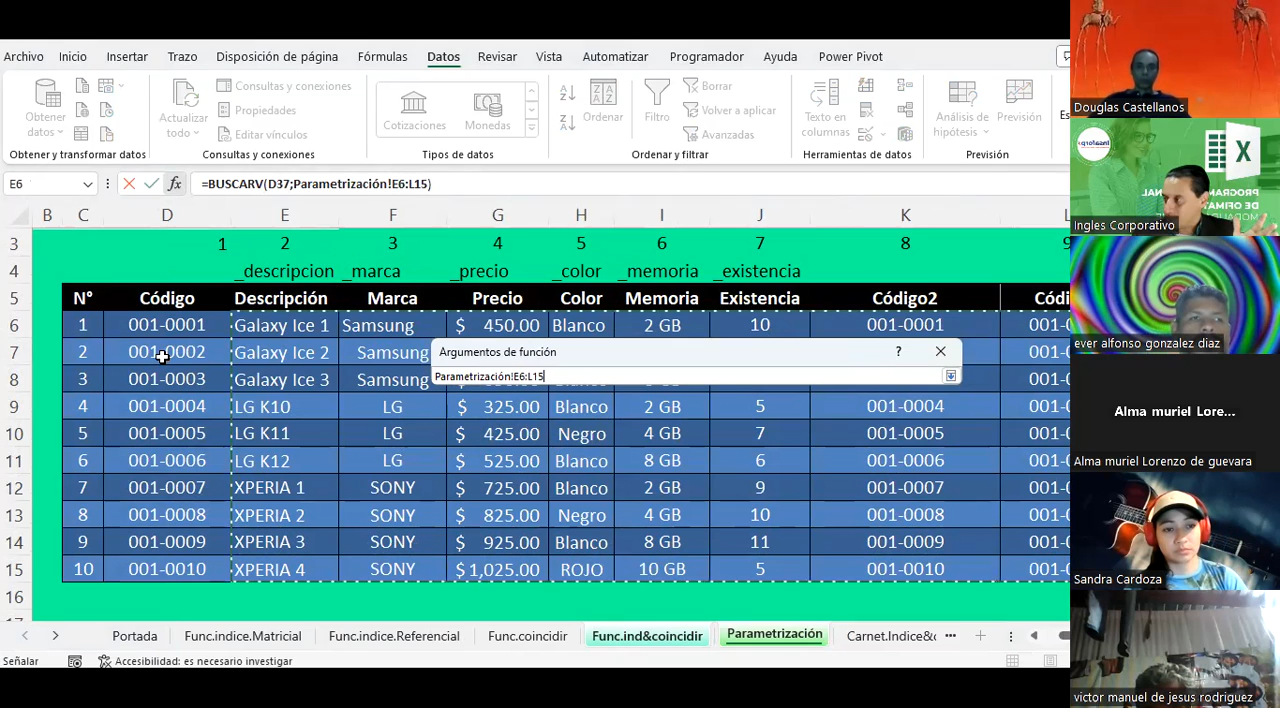 Archivo Inicio Insertar Trazo Disposición de página Fórmulas Datos Revisar Vista Automatizar Programador Ayuda Power Pivot
Obtener datos
Actualizar todo
Consultas y conexiones
Propiedades
Editar vínculos
Cotizaciones Monedas
Ordenar
Filtro
Borrar
Volver a aplicar
Avanzadas
Texto en columnas
Análisis de hipótesis
Previsión
Obtener y transformar datos Consultas y conexiones Tipos de datos Ordenar y filtrar Herramientas de datos Previsión
E6 fx =BUSCARV(D37;Parametrización!E6:L15)
B C D E F G H I J K L
3 1 2 3 4 5 6 7 8 9
4 _descripcion _marca _precio _color _memoria _existencia
5 N° Código Descripción Marca Precio Color Memoria Existencia Código2
6 1 001-0001 Galaxy Ice 1 Samsung $ 450.00 Blanco 2 GB 10 001-0001
7 2 001-0002 Galaxy Ice 2 Samsung
Argumentos de función ?
8 3 001-0003 Galaxy Ice 3 Samsung
Parametrización!E6:L15
9 4 001-0004 LG K10 LG $ 325.00 Blanco 2 GB 5 001-0004
10 5 001-0005 LG K11 LG $ 425.00 Negro 4 GB 7 001-0005
11 6 001-0006 LG K12 LG $ 525.00 Blanco 8 GB 6 001-0006
12 7 001-0007 XPERIA 1 SONY $ 725.00 Blanco 2 GB 9 001-0007
13 8 001-0008 XPERIA 2 SONY $ 825.00 Negro 4 GB 10 001-0008
14 9 001-0009 XPERIA 3 SONY $ 925.00 Blanco 8 GB 11 001-0009
15 10 001-0010 XPERIA 4 SONY $ 1,025.00 ROJO 10 GB 5 001-0010
16
Portada Func.indice.Matricial Func.indice.Referencial Func.coincidir Func.ind&coincidir Parametrización Carnet.Indice&c
Señalar Accesibilidad: es necesario investigar
Douglas Castellanos
Ingles Corporativo
ever alfonso gonzalez diaz
Alma muriel Lore...
Alma muriel Lorenzo de guevara
Sandra Cardoza
victor manuel de jesus rodriguez